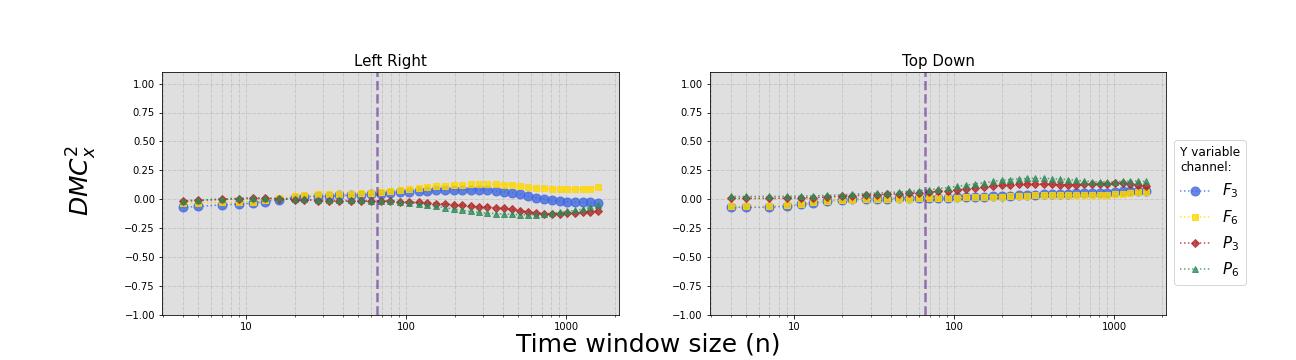 Left Right
Top Down
DMC²ₓ
1.00
0.75
0.50
0.25
0.00
−0.25
−0.50
−0.75
−1.00
10
100
1000
1.00
0.75
0.50
0.25
0.00
−0.25
−0.50
−0.75
−1.00
10
100
1000
Y variable
channel:
F₃
F₆
P₃
P₆
Time window size (n)